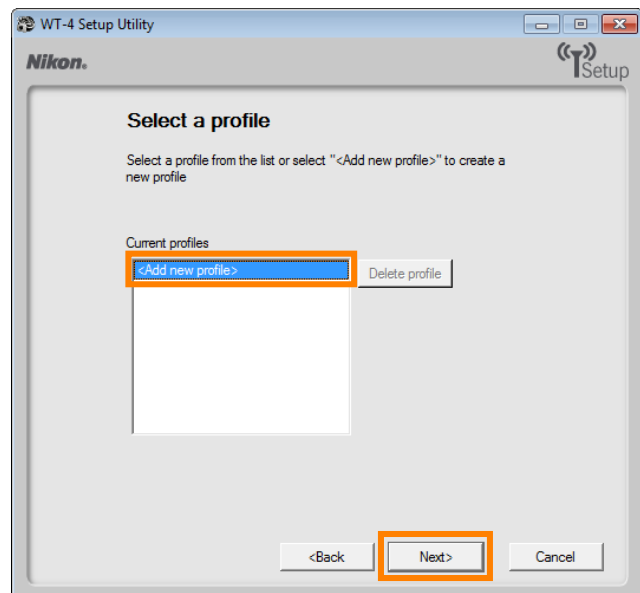 WT-4 Setup Utility
Nikon.
Setup
Select a profile
Select a profile from the list or select "<Add new profile>" to create a
new profile
Current profiles
<Add new profile>
Delete profile
<Back
Next>
Cancel